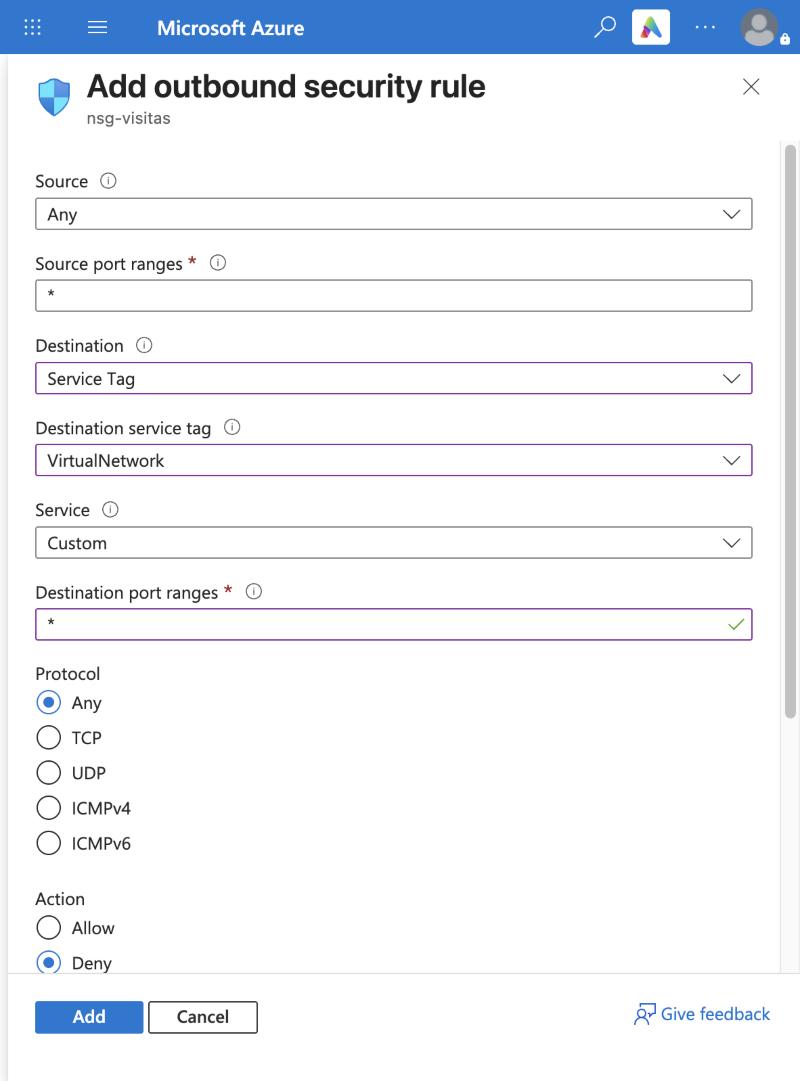 Microsoft Azure
Add outbound security rule
nsg-visitas
Source
Any
Source port ranges *
*
Destination
Service Tag
Destination service tag
VirtualNetwork
Service
Custom
Destination port ranges *
*
Protocol
Any
TCP
UDP
ICMPv4
ICMPv6
Action
Allow
Deny
Add
Cancel
Give feedback